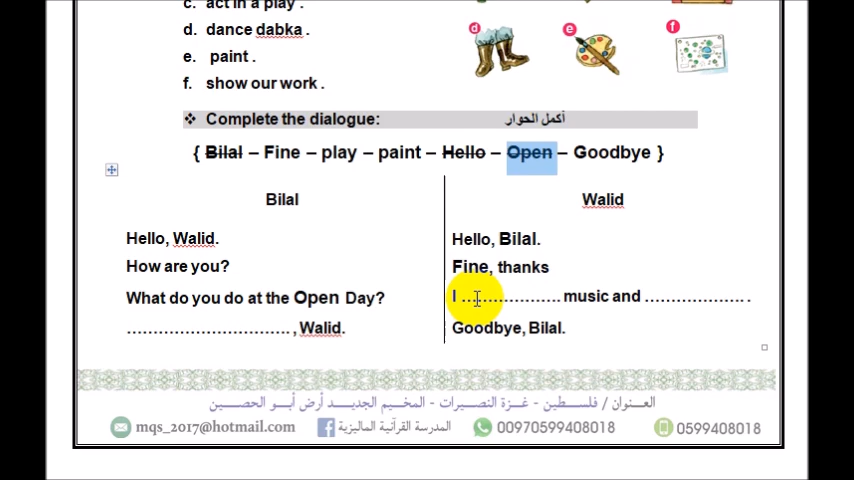 c. act in a play .
d. dance dabka .
e. paint .
f. show our work .
d
e
f
❖ Complete the dialogue: أكمل الحوار
{ Bilal – Fine – play – paint – Hello – Open – Goodbye }
Bilal
Walid
Hello, Walid.
Hello, Bilal.
How are you?
Fine, thanks
What do you do at the Open Day?
I .................... music and .................... .
.............................. , Walid.
Goodbye, Bilal.
العنوان / فلسطين - غزة النصيرات - المخيم الجديد أرض أبو الحصين
mqs_2017@hotmail.com المدرسة القرآنية الماليزية 00970599408018 0599408018